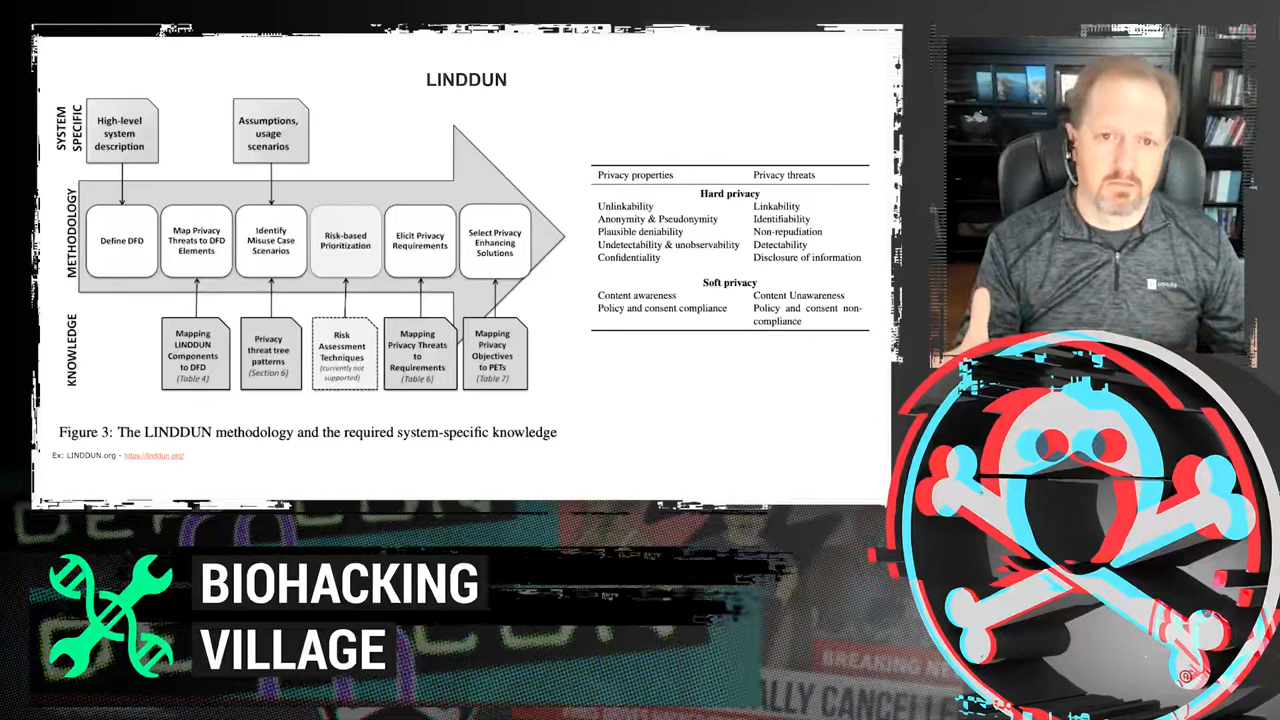 LINDDUN
SYSTEM
SPECIFIC
High-level
system
description
Assumptions,
usage
scenarios
METHODOLOGY
Define DFD
Map Privacy
Threats to DFD
Elements
Identify
Misuse Case
Scenarios
Risk-based
Prioritization
Elicit Privacy
Requirements
Select Privacy
Enhancing
Solutions
KNOWLEDGE
Mapping
LINDDUN
Components
to DFD
(Table 4)
Privacy
threat tree
patterns
(Section 6)
Risk
Assessment
Techniques
(currently not
supported)
Mapping
Privacy Threats
to
Requirements
(Table 6)
Mapping
Privacy
Objectives
to PETs
(Table 7)
Figure 3: The LINDDUN methodology and the required system-specific knowledge
Ex: LINDDUN.org - https://linddun.org/
Privacy properties Privacy threats
Hard privacy
Unlinkability Linkability
Anonymity & Pseudonymity Identifiability
Plausible deniability Non-repudiation
Undetectability & unobservability Detectability
Confidentiality Disclosure of information
Soft privacy
Content awareness Content Unawareness
Policy and consent compliance Policy and consent non-
compliance
BIOHACKING
VILLAGE
BREAKING NE
ALLY CANCELLE